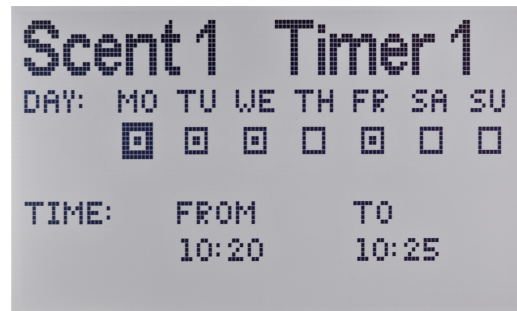 Scent 1 Timer 1
DAY: MO TU WE TH FR SA SU
TIME: FROM TO
10:20 10:25